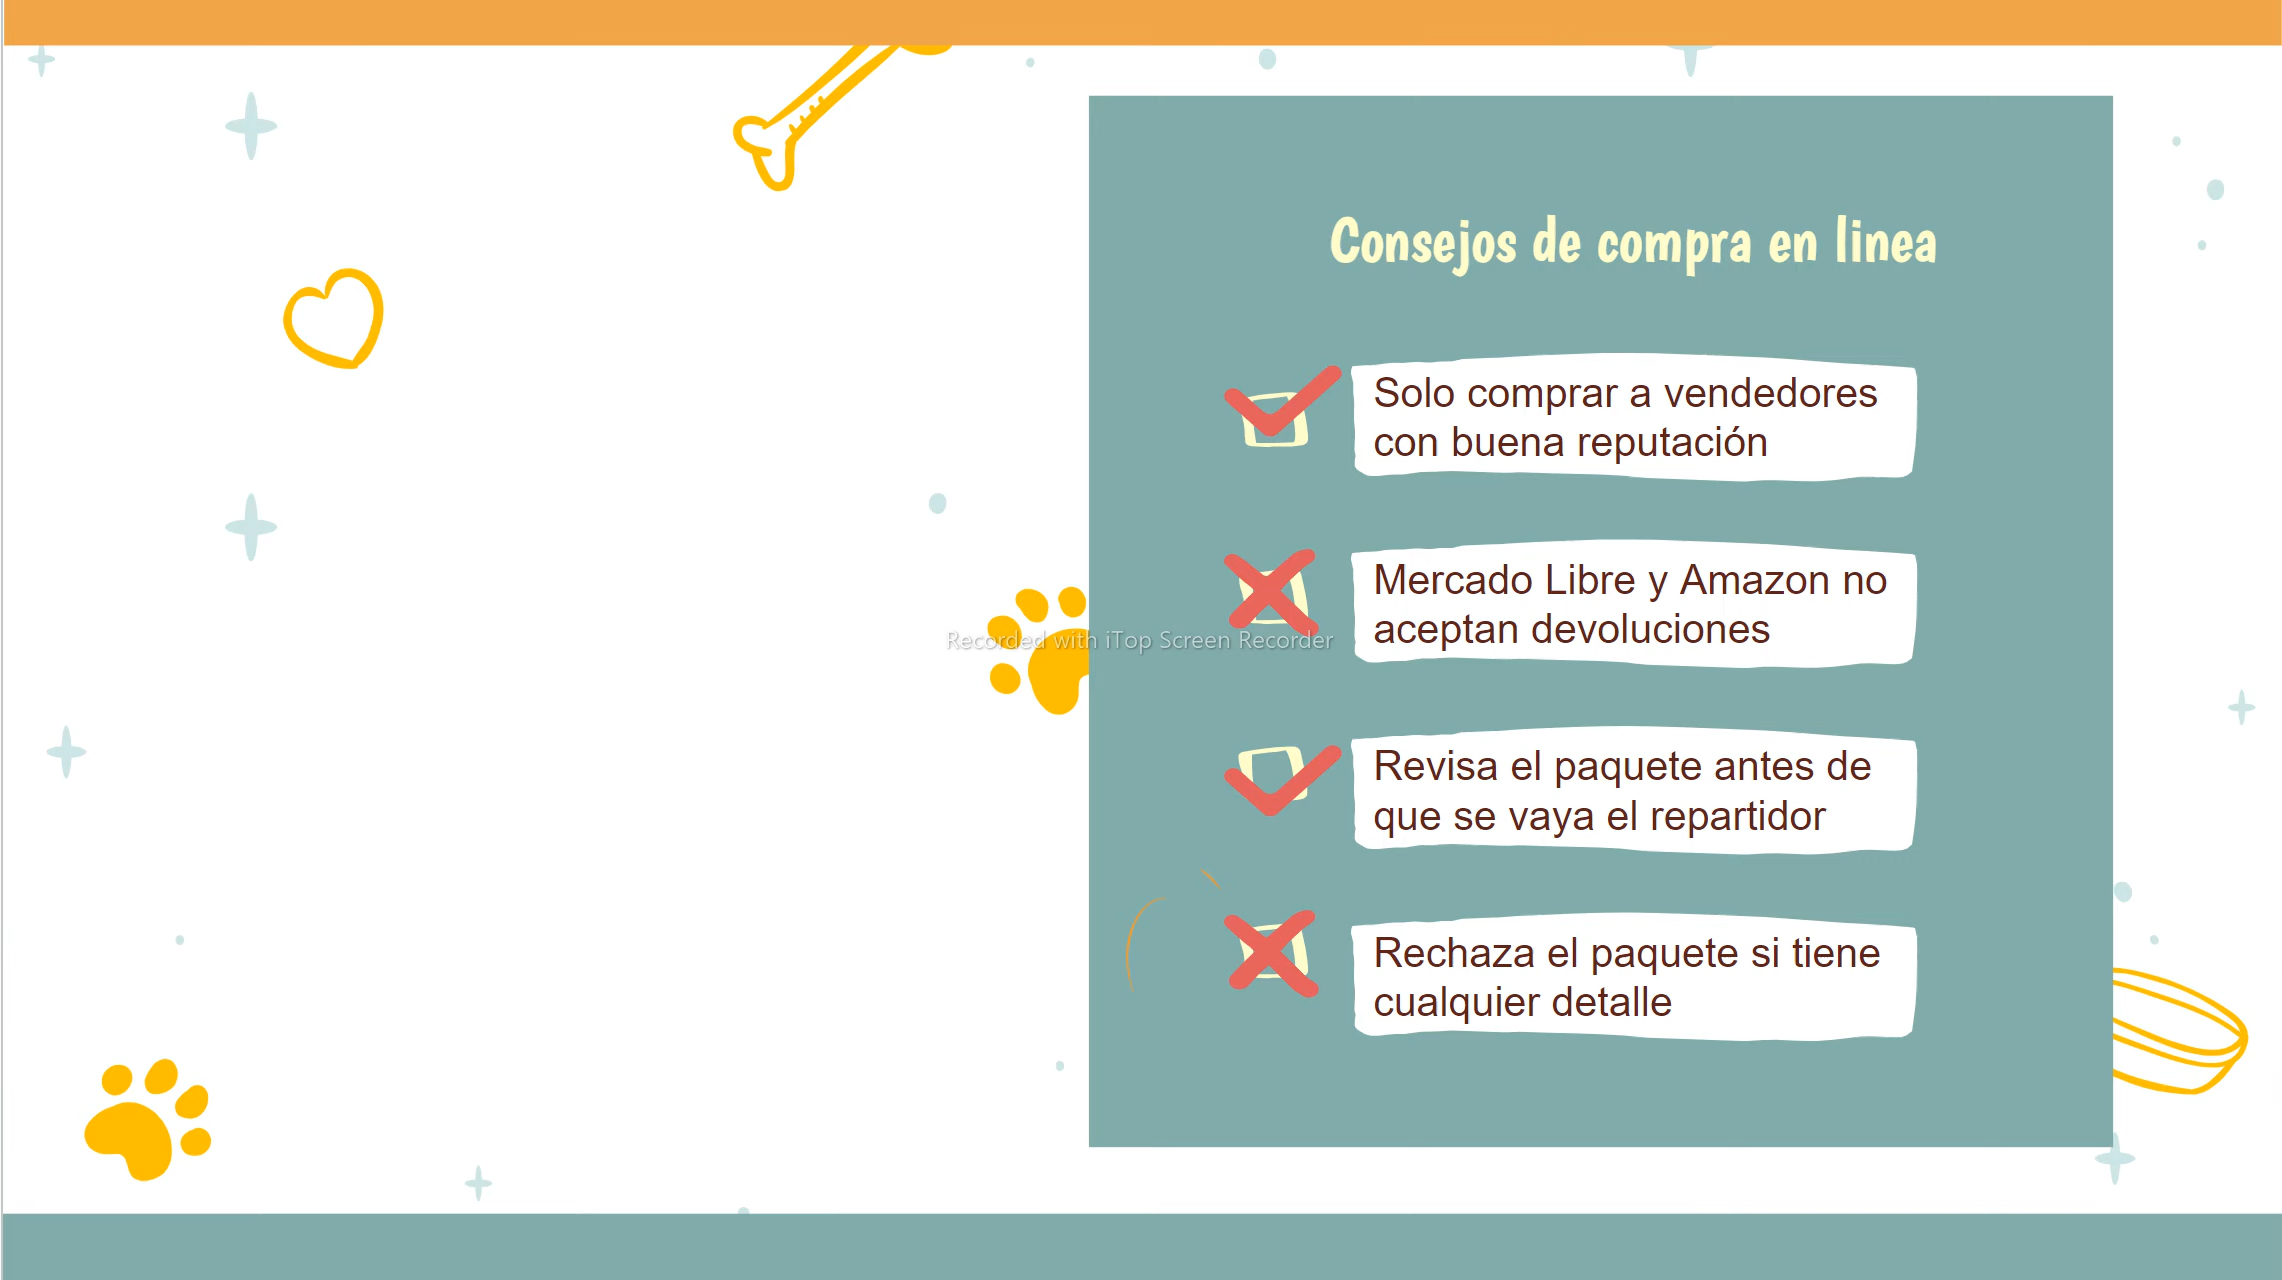 Consejos de compra en linea
Solo comprar a vendedores
con buena reputación
Mercado Libre y Amazon no
aceptan devoluciones
Recorded with iTop Screen Recorder
Revisa el paquete antes de
que se vaya el repartidor
Rechaza el paquete si tiene
cualquier detalle